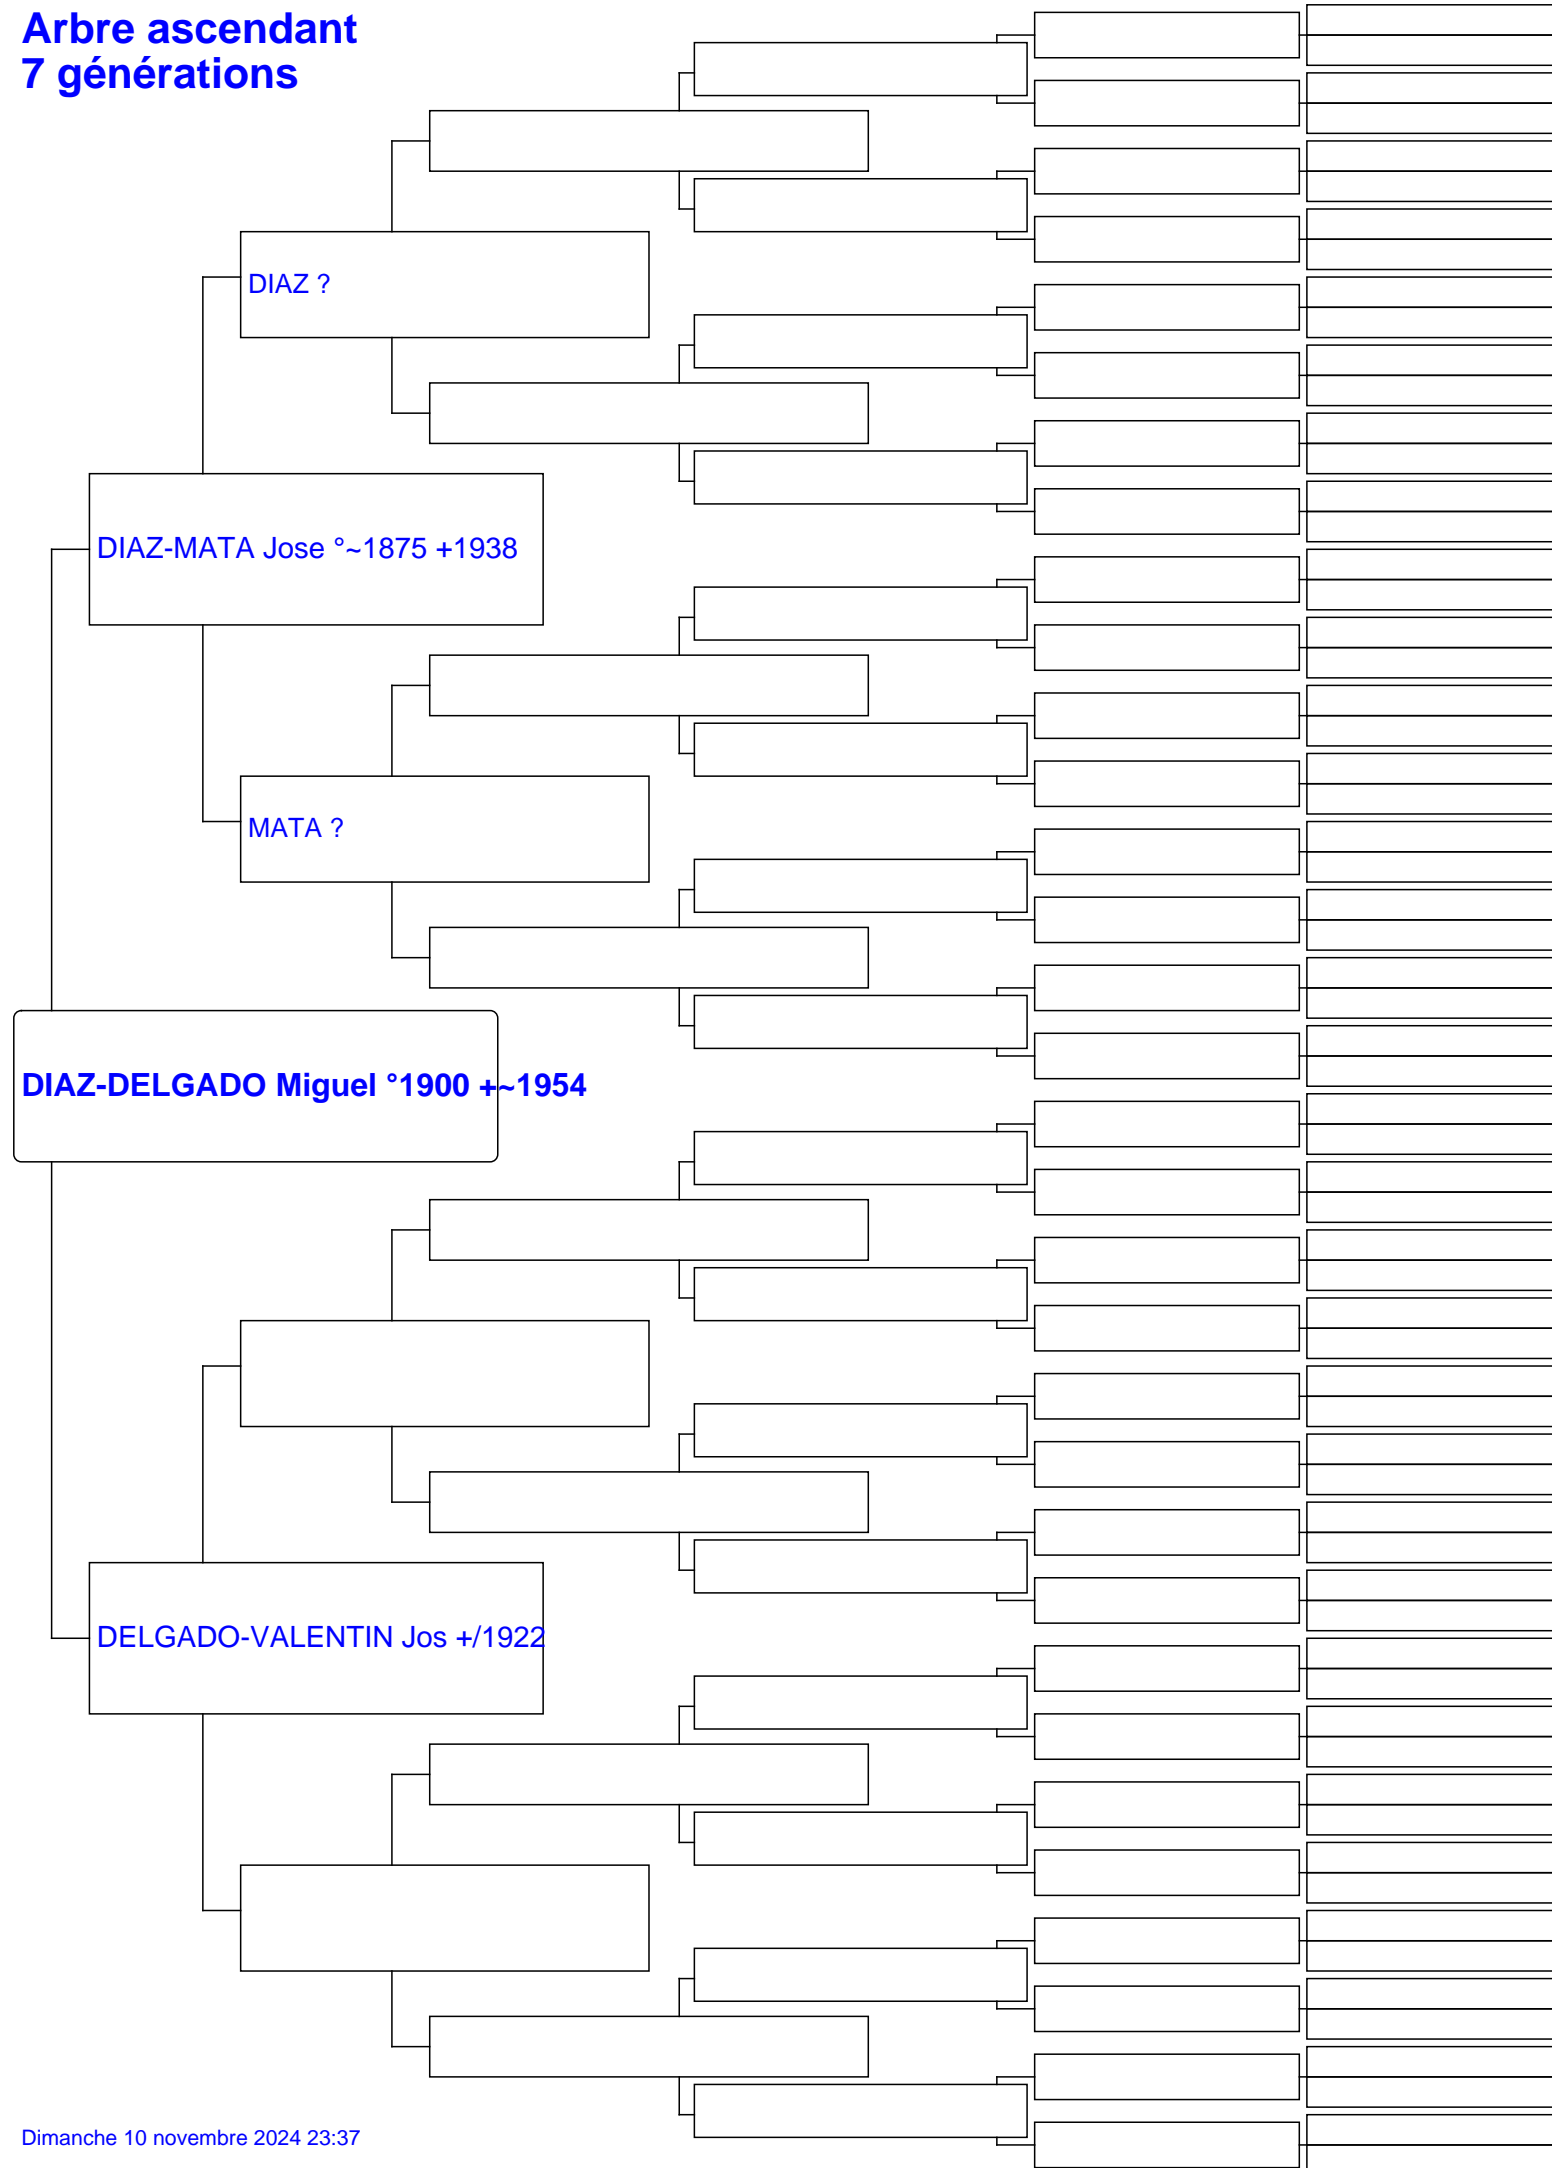 Arbre ascendant
7 générations
DIAZ ?
DIAZ-MATA Jose °~1875 +1938
MATA ?
DIAZ-DELGADO Miguel °1900 +~1954
DELGADO-VALENTIN Jos +/1922
Dimanche 10 novembre 2024 23:37